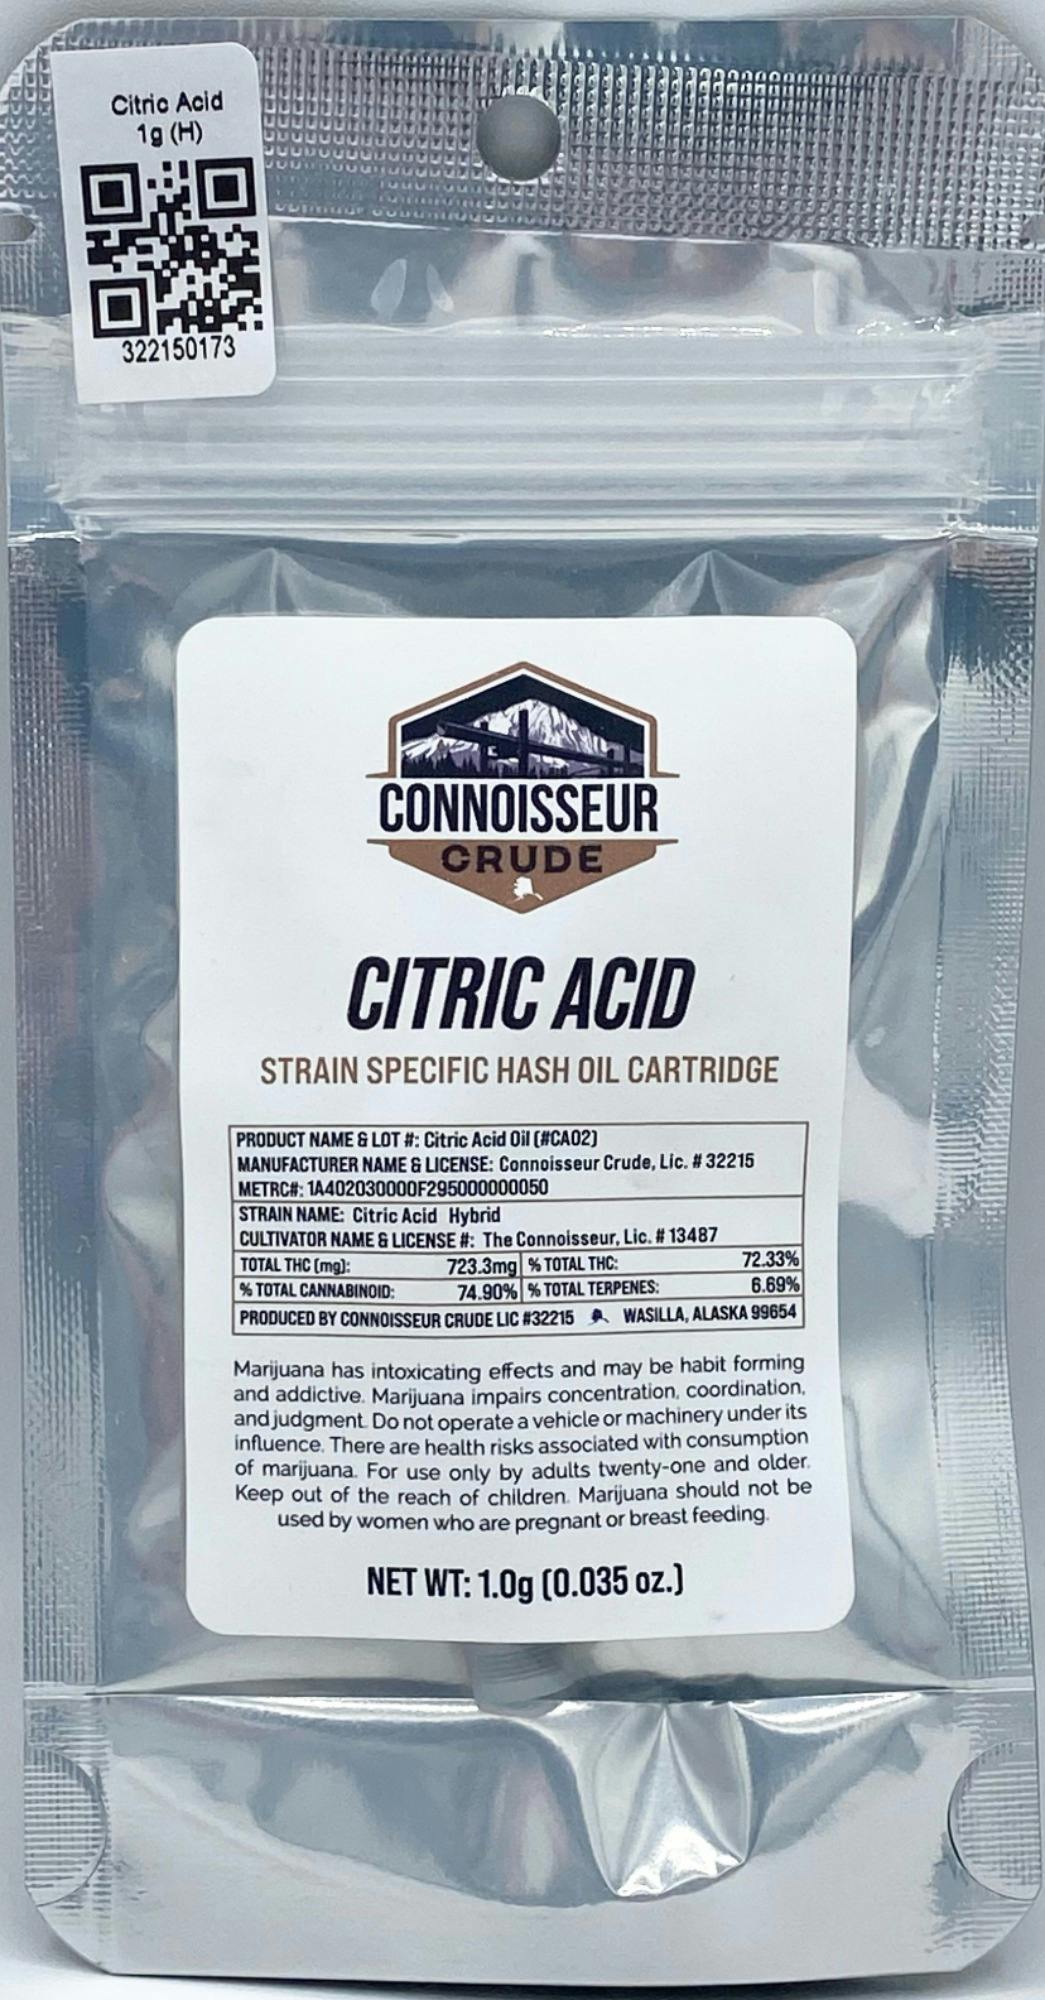 Citric Acid
1g (H)
322150173
CONNOISSEUR
CRUDE
CITRIC ACID
STRAIN SPECIFIC HASH OIL CARTRIDGE
PRODUCT NAME & LOT #: Citric Acid Oil (#CA02)
MANUFACTURER NAME & LICENSE: Connoisseur Crude, Lic. # 32215
METRC#: 1A402030000F295000000050
STRAIN NAME: Citric Acid Hybrid
CULTIVATOR NAME & LICENSE #: The Connoisseur, Lic. # 13487
TOTAL THC (mg): 723.3mg % TOTAL THC: 72.33%
% TOTAL CANNABINOID: 74.90% % TOTAL TERPENES: 6.69%
PRODUCED BY CONNOISSEUR CRUDE LIC #32215 WASILLA, ALASKA 99654
Marijuana has intoxicating effects and may be habit forming
and addictive. Marijuana impairs concentration, coordination,
and judgment. Do not operate a vehicle or machinery under its
influence. There are health risks associated with consumption
of marijuana. For use only by adults twenty-one and older.
Keep out of the reach of children. Marijuana should not be
used by women who are pregnant or breast feeding.
NET WT: 1.0g (0.035 oz.)